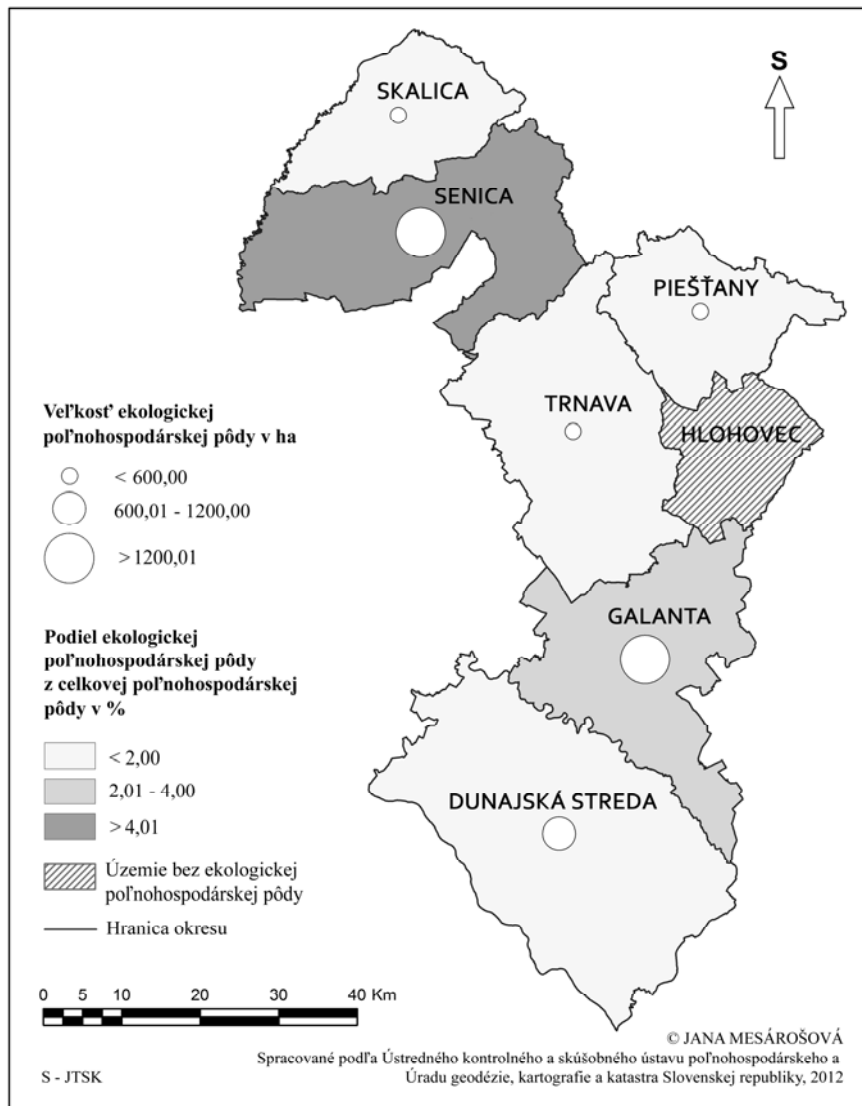 S
SKALICA
SENICA
PIEŠŤANY
TRNAVA
HLOHOVEC
GALANTA
DUNAJSKÁ STREDA
Veľkosť ekologickej
poľnohospodárskej pôdy v ha
< 600,00
600,01 - 1200,00
> 1200,01
Podiel ekologickej
poľnohospodárskej pôdy
z celkovej poľnohospodárskej
pôdy v %
< 2,00
2,01 - 4,00
> 4,01
Územie bez ekologickej
poľnohospodárskej pôdy
Hranica okresu
0 5 10 20 30 40 Km
© JANA MESÁROŠOVÁ
Spracované podľa Ústredného kontrolného a skúšobného ústavu poľnohospodárskeho a
S - JTSK Úradu geodézie, kartografie a katastra Slovenskej republiky, 2012